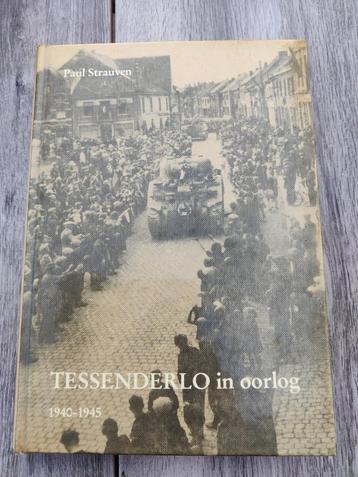 Paul Strauven
TESSENDERLO in oorlog
1940-1945